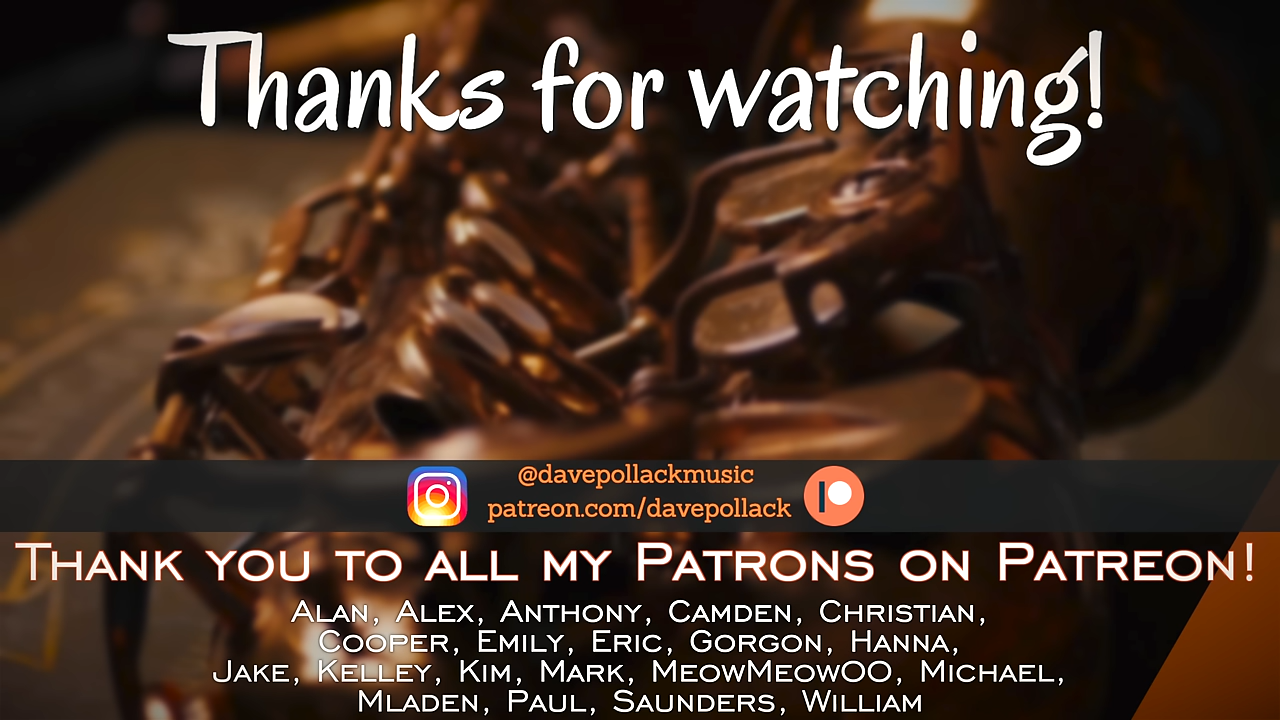 Thanks for watching!
@davepollackmusic
patreon.com/davepollack
Thank you to all my Patrons on Patreon!
Alan, Alex, Anthony, Camden, Christian,
Cooper, Emily, Eric, Gorgon, Hanna,
Jake, Kelley, Kim, Mark, MeowMeowOO, Michael,
Mladen, Paul, Saunders, William